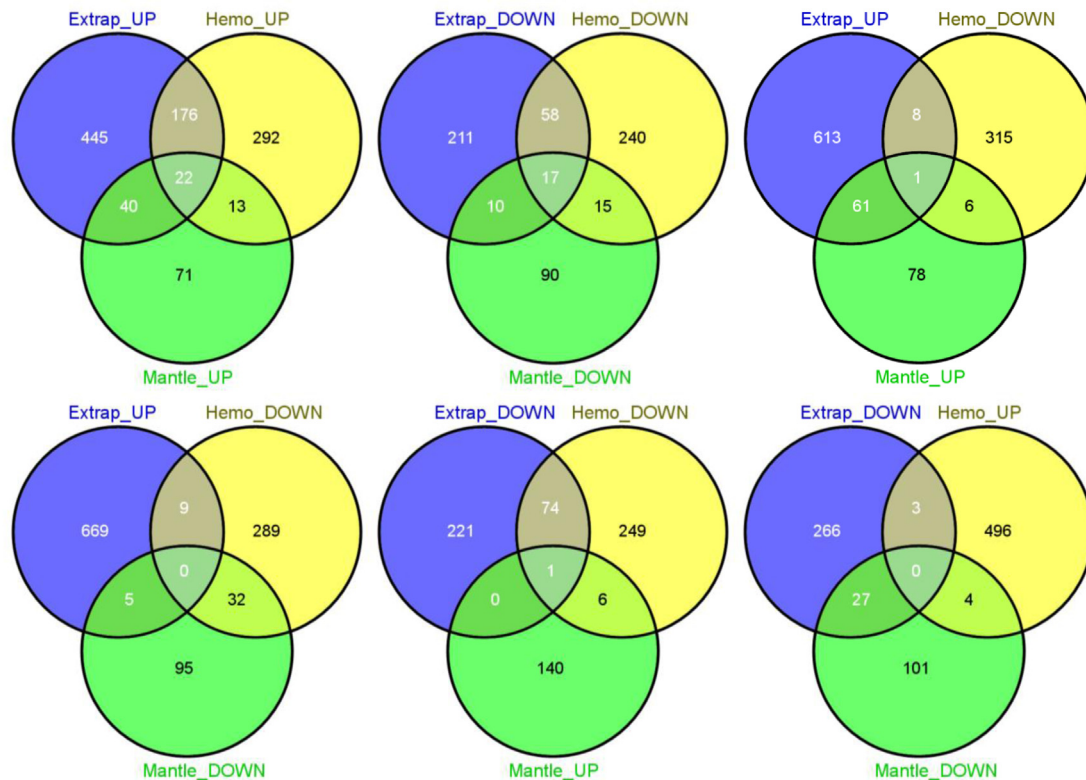 Extrap_UP Hemo_UP Extrap_DOWN Hemo_DOWN Extrap_UP Hemo_DOWN
176 58 8
445 292 211 240 613 315
22 17 1
40 13 10 15 61 6
71 90 78
Mantle_UP Mantle_DOWN Mantle_UP
Extrap_UP Hemo_DOWN Extrap_DOWN Hemo_DOWN Extrap_DOWN Hemo_UP
9 74 3
669 289 221 249 266 496
0 1 0
5 32 0 6 27 4
95 140 101
Mantle_DOWN Mantle_UP Mantle_DOWN